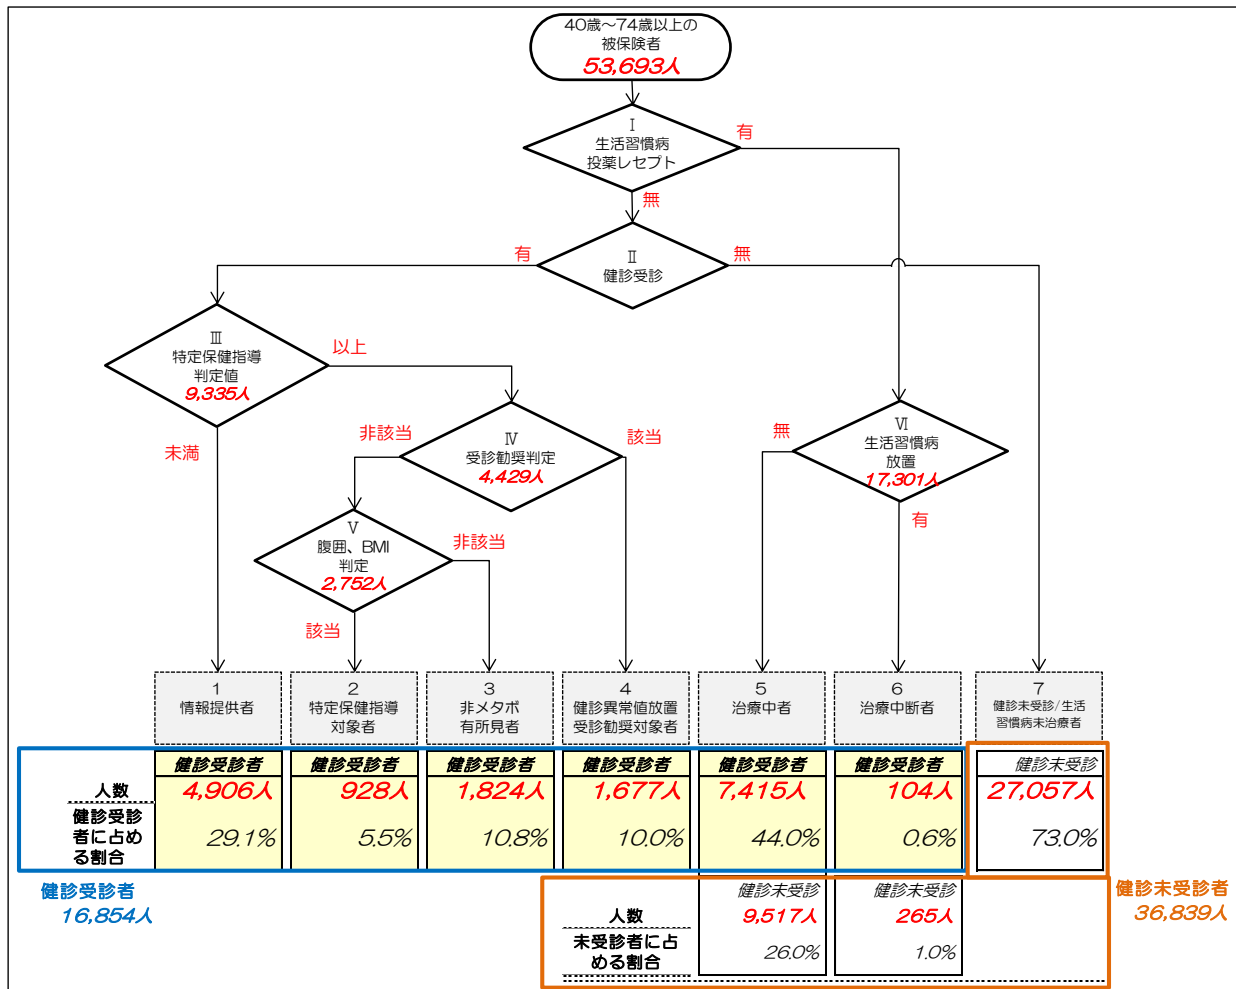 40歳～74歳以上の
被保険者
53,693人
Ⅰ
生活習慣病
投薬レセプト
有
無
Ⅱ
健診受診
有
無
Ⅲ
特定保健指導
判定値
9,335人
以上
未満
Ⅳ
受診勧奨判定
4,429人
非該当
該当
Ⅴ
腹囲、BMI
判定
2,752人
非該当
該当
Ⅵ
生活習慣病
放置
17,301人
無
有
1
情報提供者
2
特定保健指導
対象者
3
非メタボ
有所見者
4
健診異常値放置
受診勧奨対象者
5
治療中者
6
治療中断者
7
健診未受診/生活
習慣病未治療者
健診受診者 健診受診者 健診受診者 健診受診者 健診受診者 健診受診者 健診未受診
人数 4,906人 928人 1,824人 1,677人 7,415人 104人 27,057人
健診受診
者に占め
る割合
29.1% 5.5% 10.8% 10.0% 44.0% 0.6% 73.0%
健診受診者
16,854人
健診未受診 健診未受診
人数 9,517人 265人
未受診者に占
める割合
26.0% 1.0%
健診未受診者
36,839人